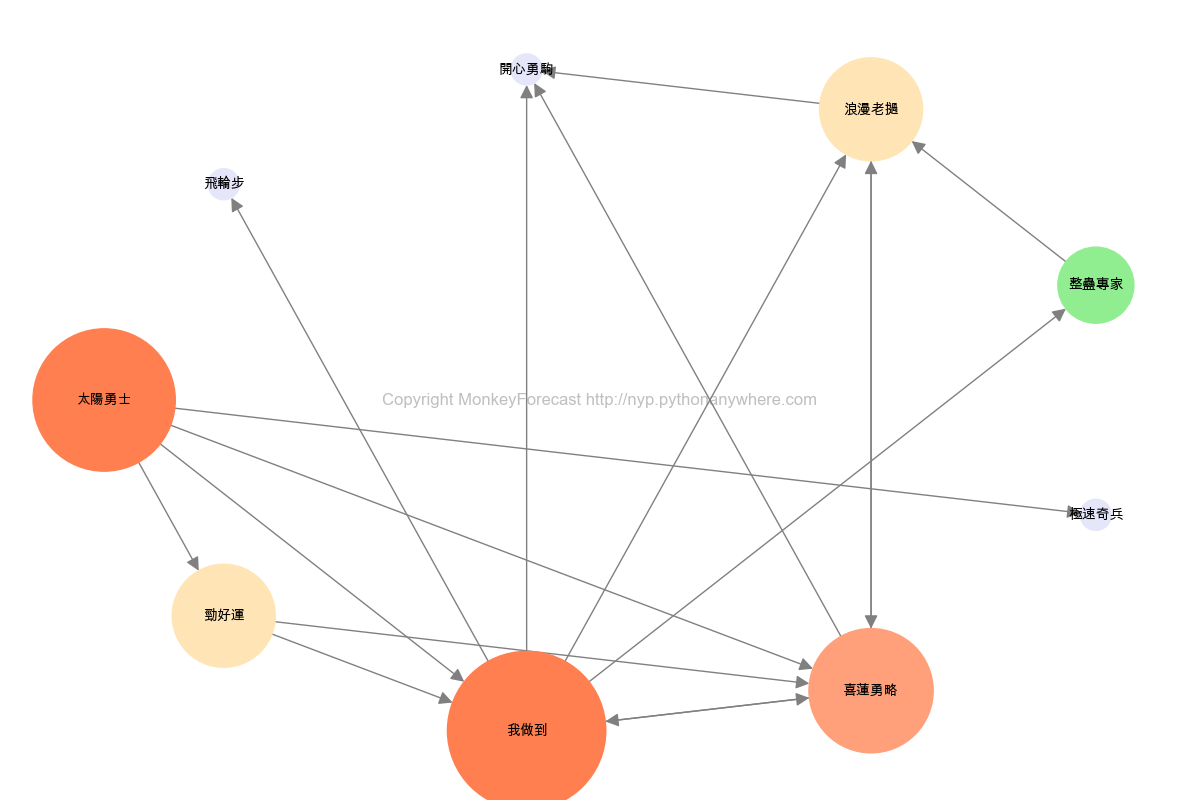 開心勇駒
浪漫老撾
飛輪步
整蠱專家
太陽勇士
Copyright MonkeyForecast http://nyp.pythonanywhere.com
極速奇兵
勁好運
喜蓮勇略
我做到